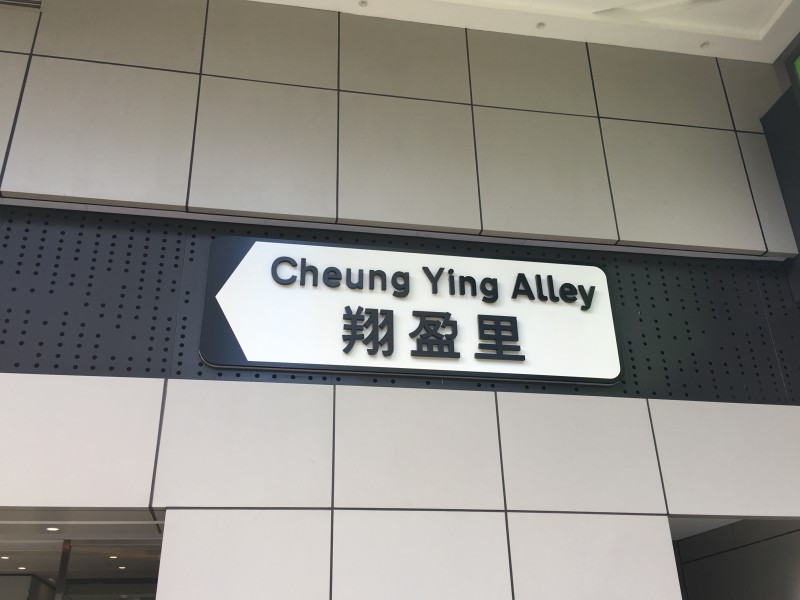 Cheung Ying Alley
翔盈里